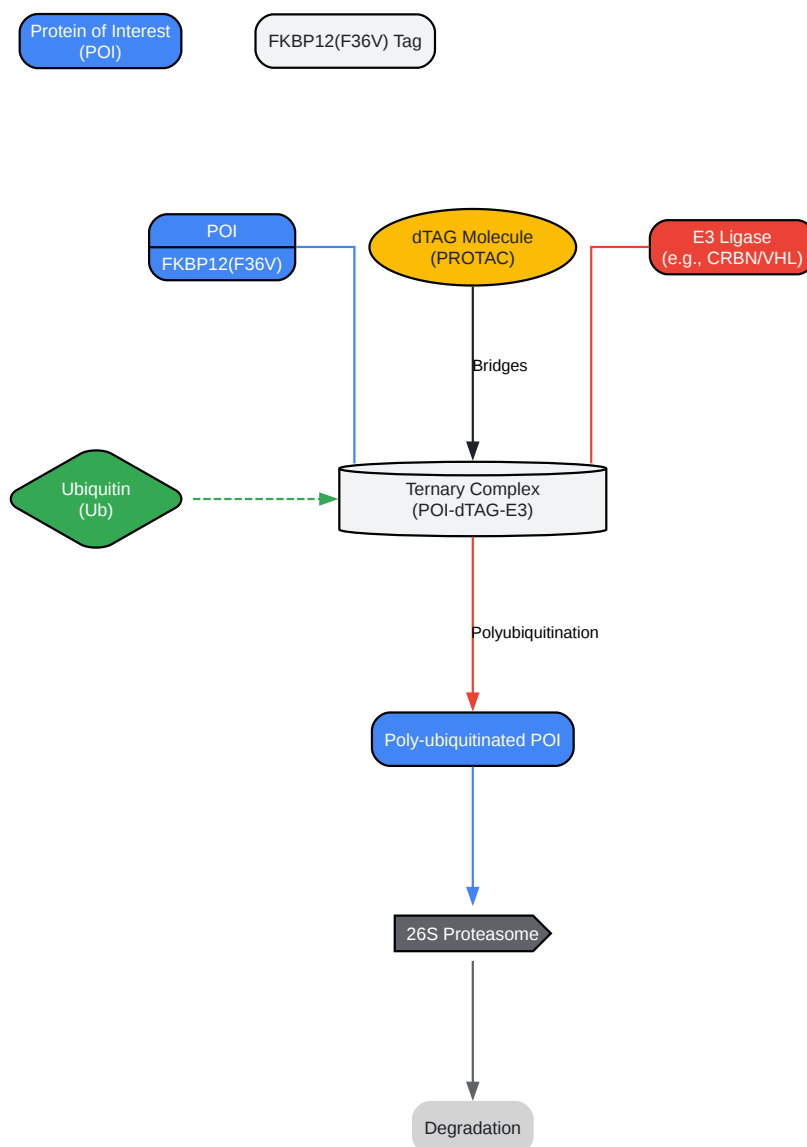 Protein of Interest
(POI)
FKBP12(F36V) Tag
POI
FKBP12(F36V)
dTAG Molecule
(PROTAC)
E3 Ligase
(e.g., CRBN/VHL)
Bridges
Ubiquitin
(Ub)
Ternary Complex
(POI-dTAG-E3)
Polyubiquitination
Poly-ubiquitinated POI
26S Proteasome
Degradation